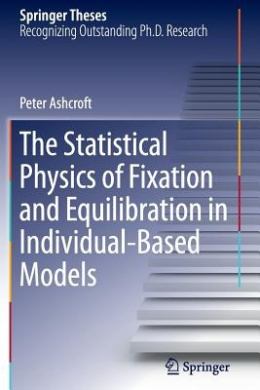 Springer Theses
Recognizing Outstanding Ph.D. Research
Peter Ashcroft
The Statistical
Physics of Fixation
and Equilibration in
Individual-Based
Models
Springer